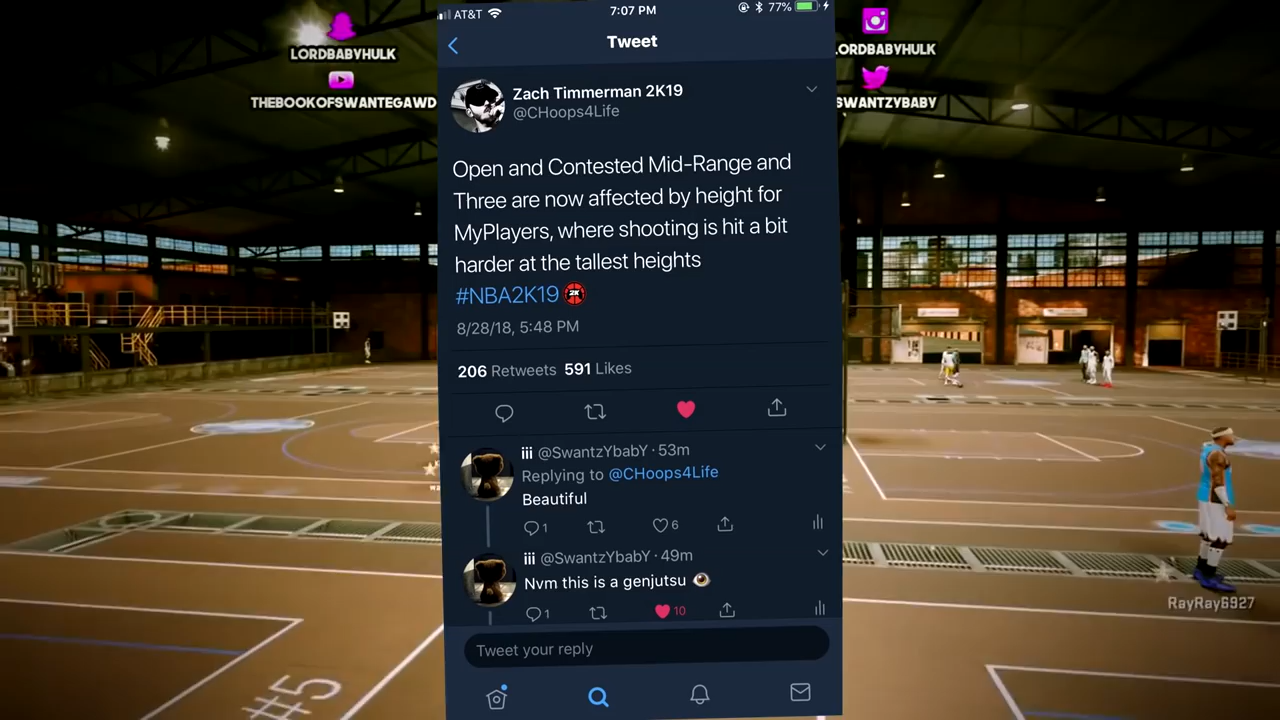 AT&T
7:07 PM
77%
Tweet
LORDBABYHULK
THEBOOKOFSWANTEGAWD
ORDBABYHULK
SWANTZYBABY
Zach Timmerman 2K19
@CHoops4Life
Open and Contested Mid-Range and
Three are now affected by height for
MyPlayers, where shooting is hit a bit
harder at the tallest heights
#NBA2K19 2K
8/28/18, 5:48 PM
206 Retweets 591 Likes
iii @SwantzYbabY · 53m
Replying to @CHoops4Life
Beautiful
1 6
iii @SwantzYbabY · 49m
Nvm this is a genjutsu 👁
1 10
Tweet your reply
#5
RayRay6927